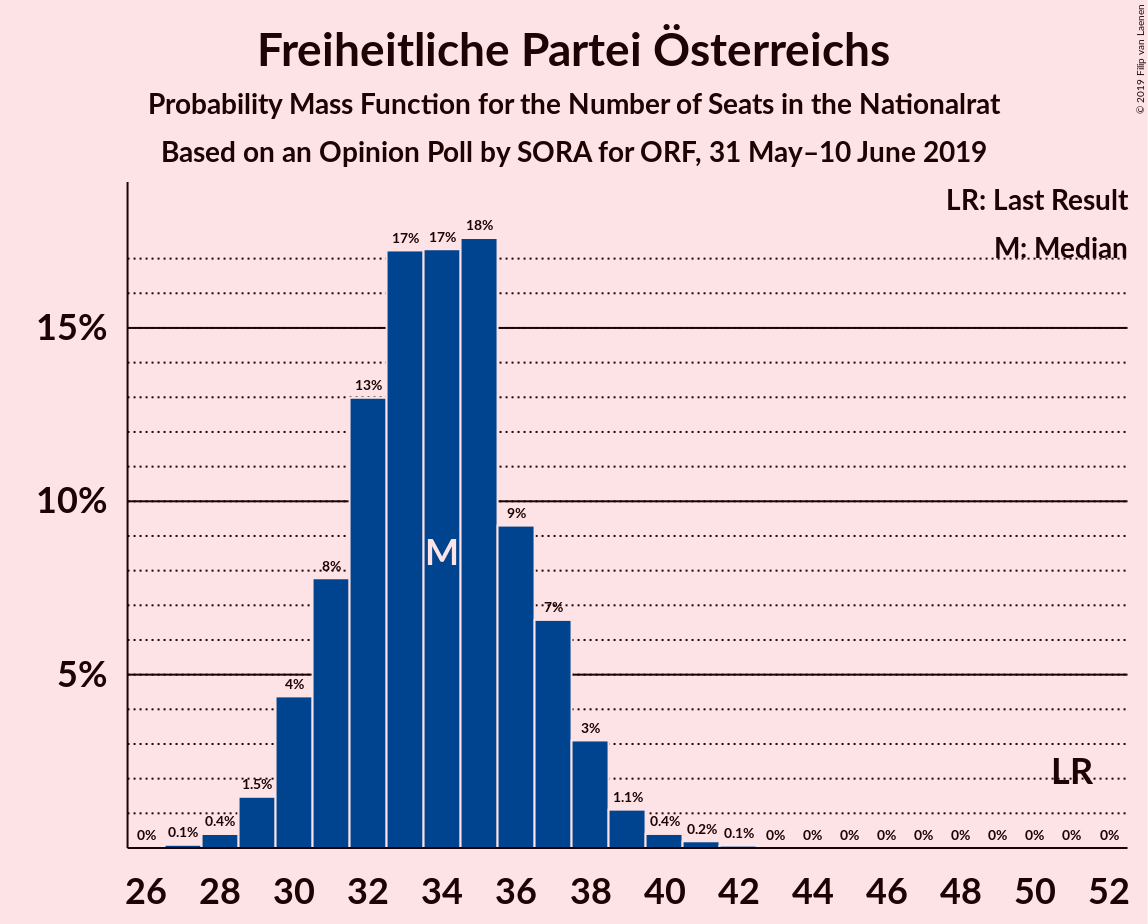 Freiheitliche Partei Österreichs
Probability Mass Function for the Number of Seats in the Nationalrat
Based on an Opinion Poll by SORA for ORF, 31 May–10 June 2019
© 2019 Filip van Laenen
LR: Last Result
M: Median
15%
10%
5%
0% 0.1% 0.4% 1.5% 4% 8% 13% 17% 17% 18% 9% 7% 3% 1.1% 0.4% 0.2% 0.1% 0% 0% 0% 0% 0% 0% 0% 0% 0% 0%
M
LR
26 28 30 32 34 36 38 40 42 44 46 48 50 52